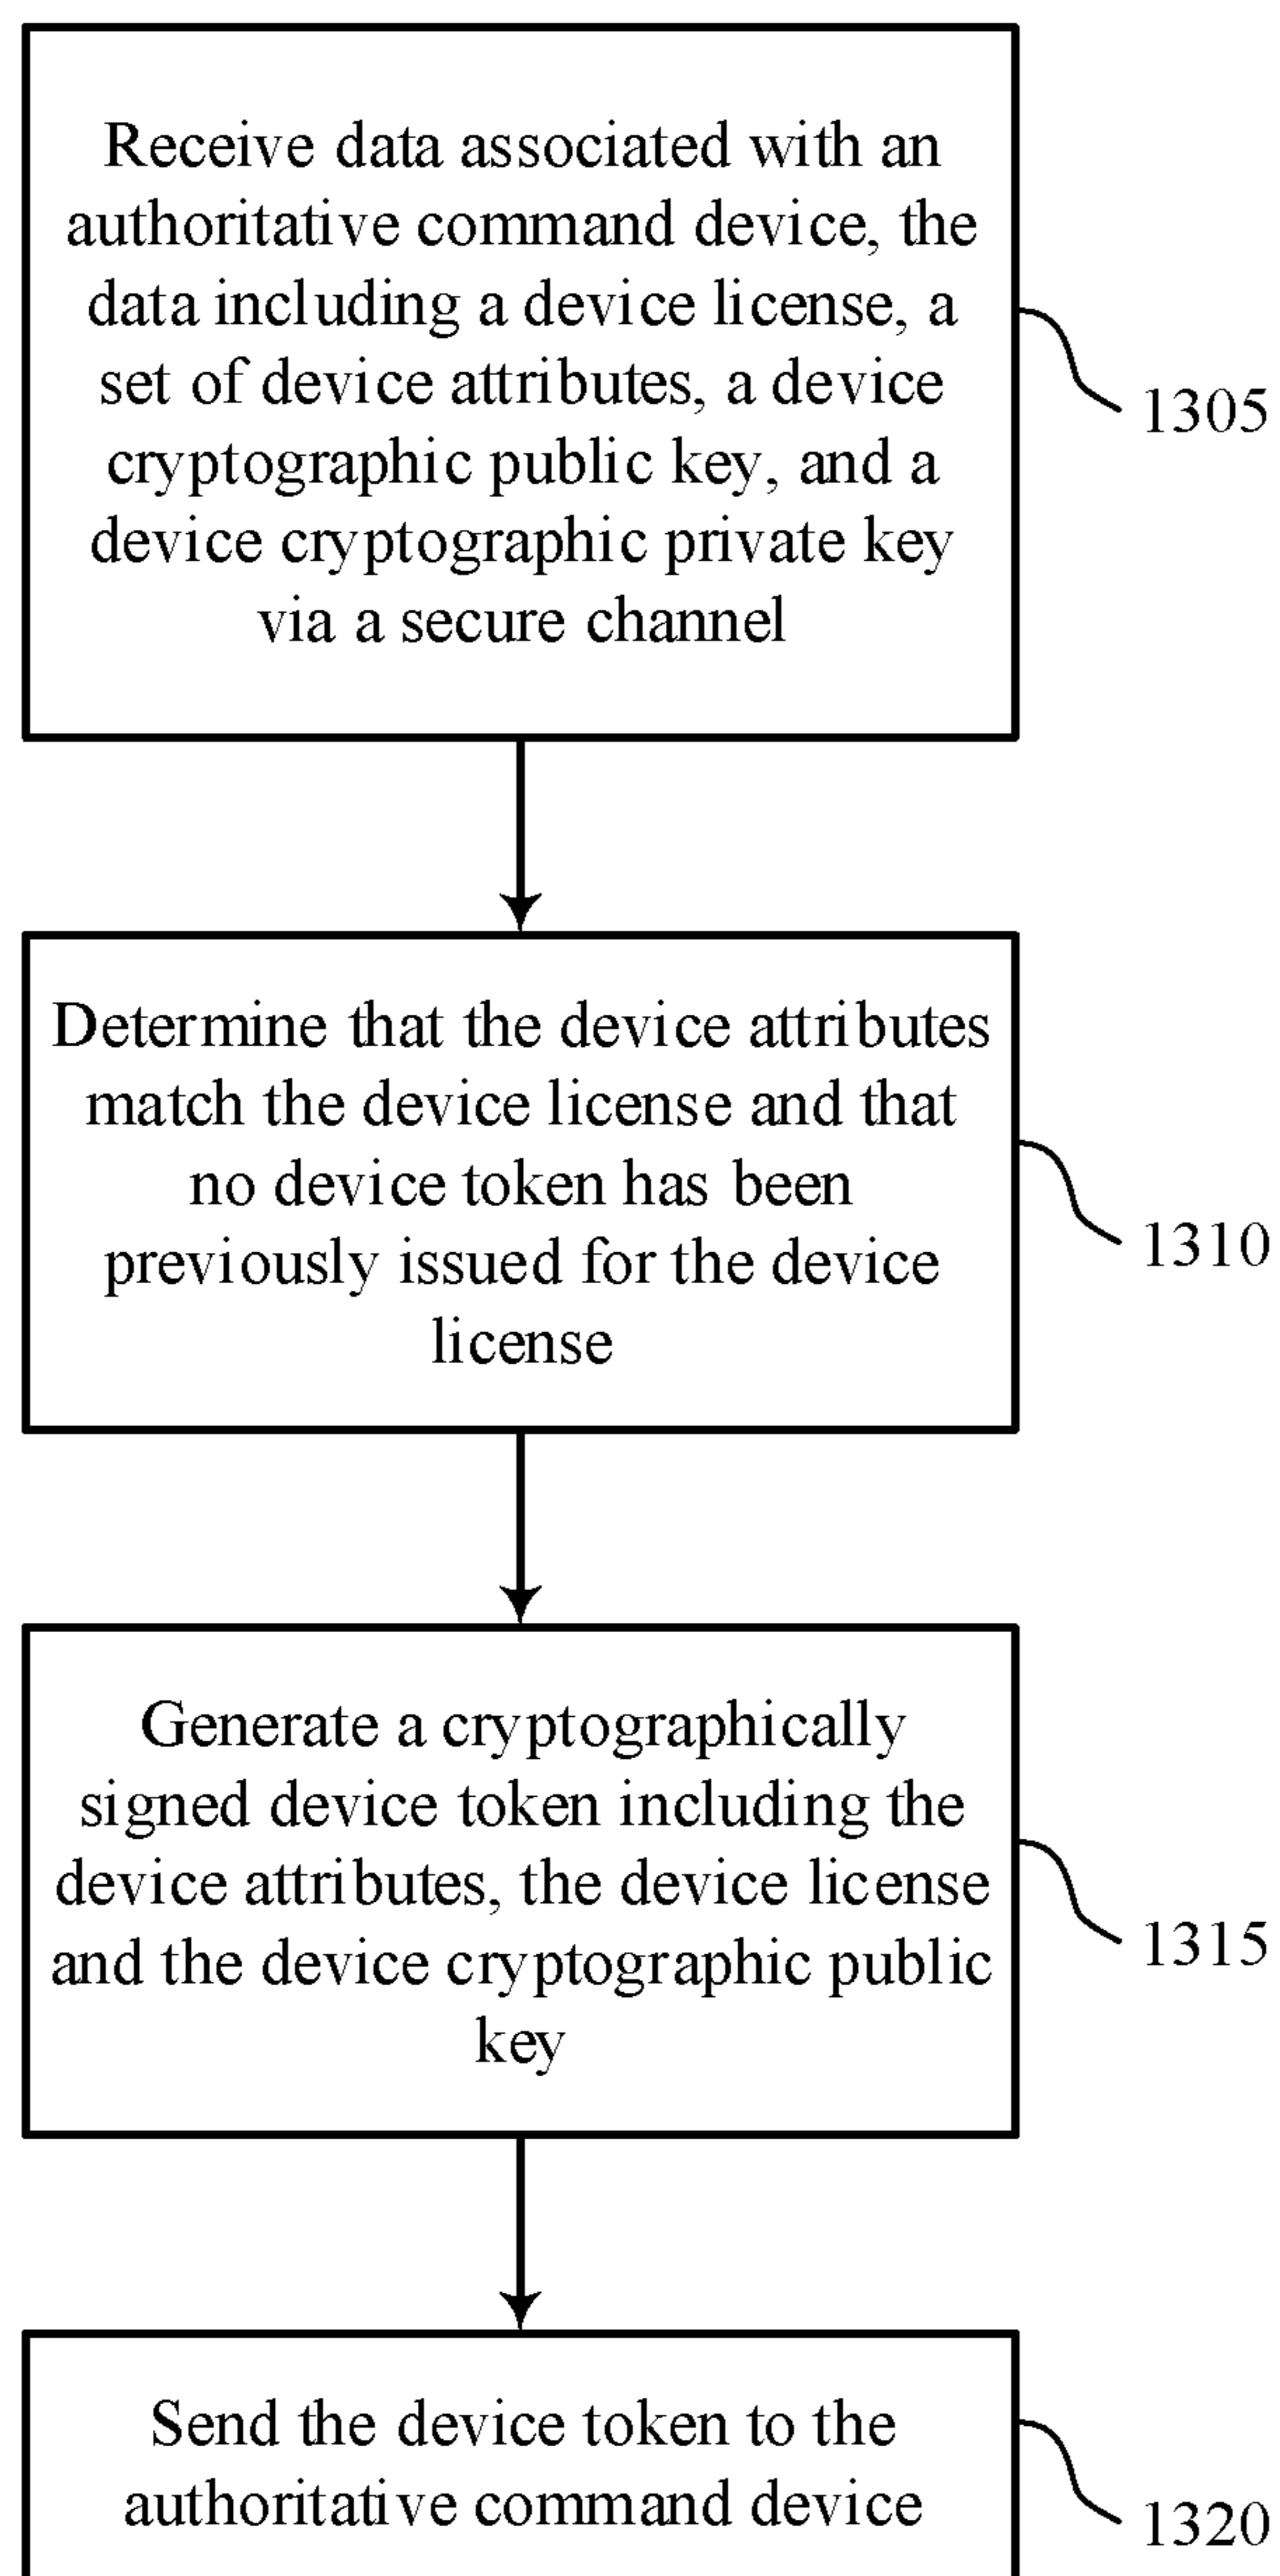 Receive data associated with an
authoritative command device, the
data including a device license, a
set of device attributes, a device
cryptographic public key, and a
device cryptographic private key
via a secure channel
1305
Determine that the device attributes
match the device license and that
no device token has been
previously issued for the device
license
1310
Generate a cryptographically
signed device token including the
device attributes, the device license
and the device cryptographic public
key
1315
Send the device token to the
authoritative command device
1320